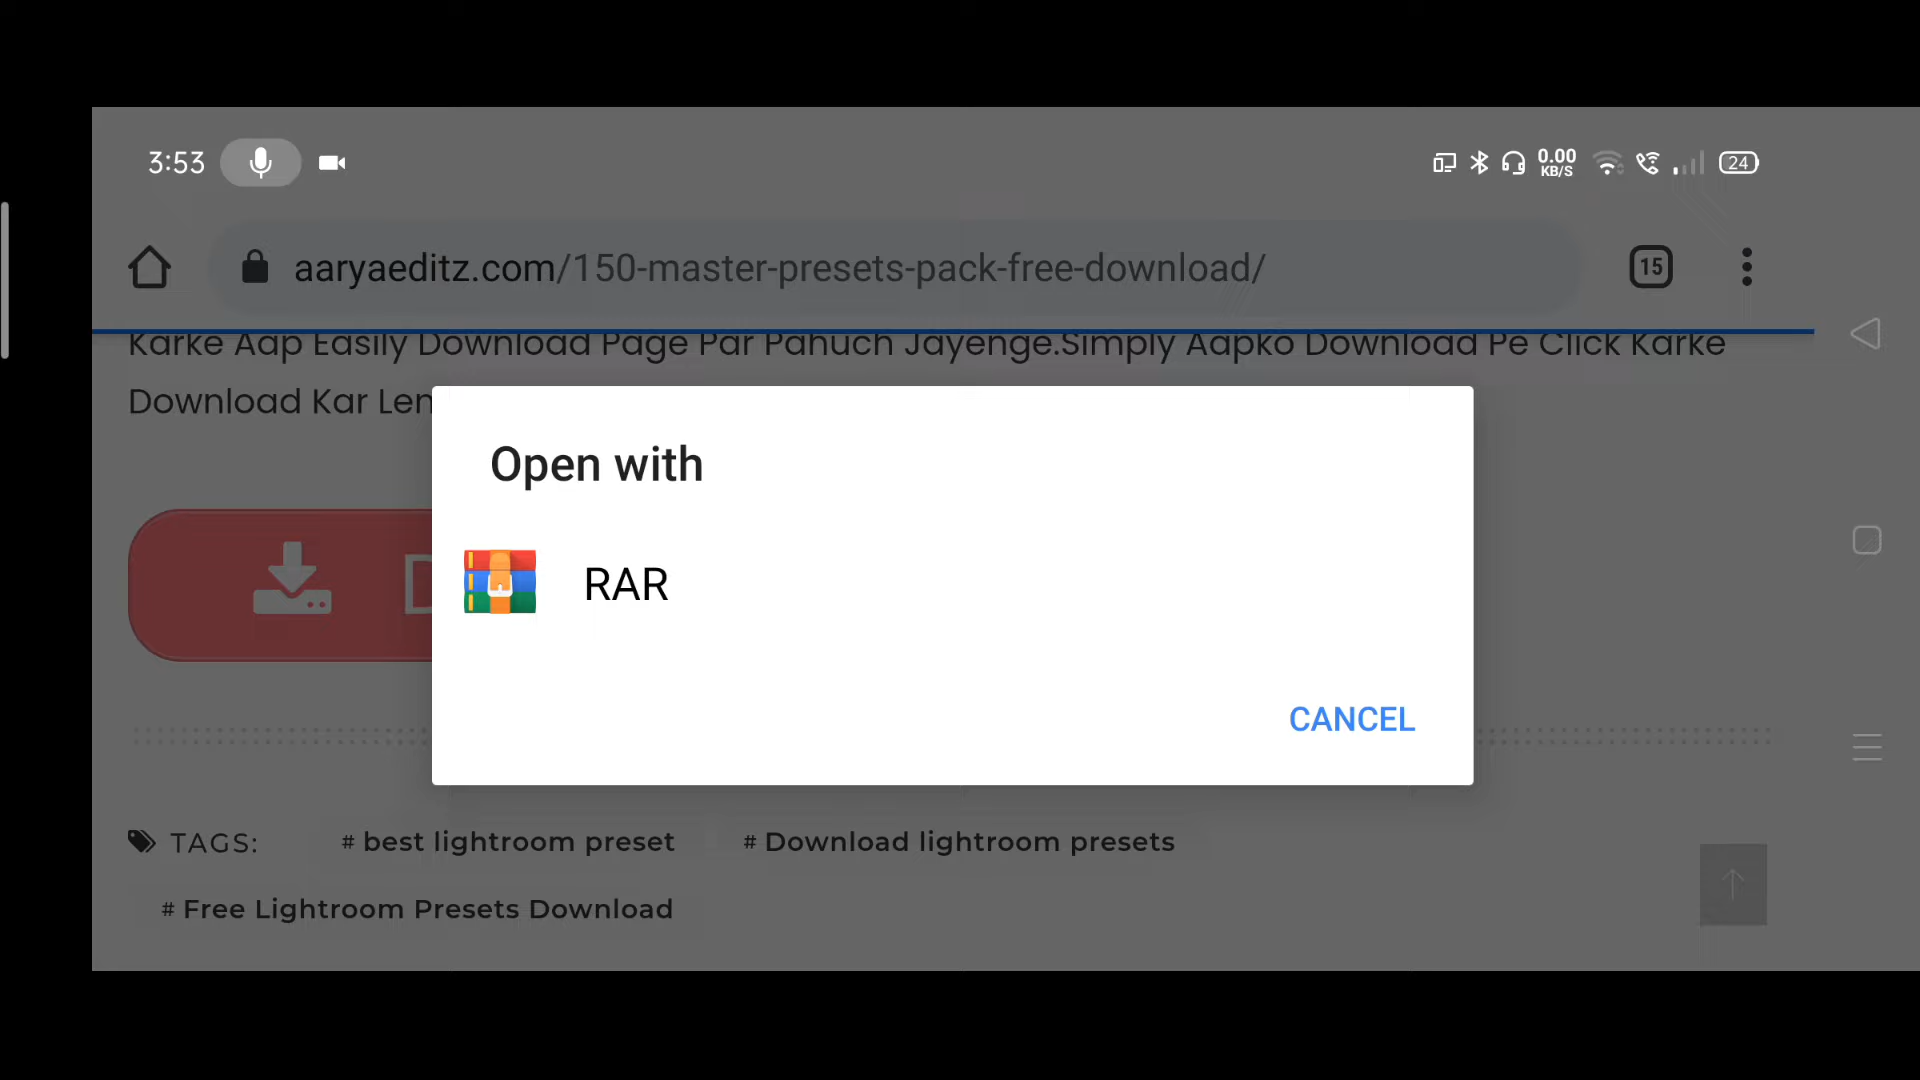 3:53
0.00
KB/S
24
aaryaeditz.com/150-master-presets-pack-free-download/
15
Karke Aap Easily Download Page Par Pahuch Jayenge.Simply Aapko Download Pe Click Karke
Download Kar Len
Open with
D
RAR
CANCEL
TAGS:
# best lightroom preset
# Download lightroom presets
# Free Lightroom Presets Download